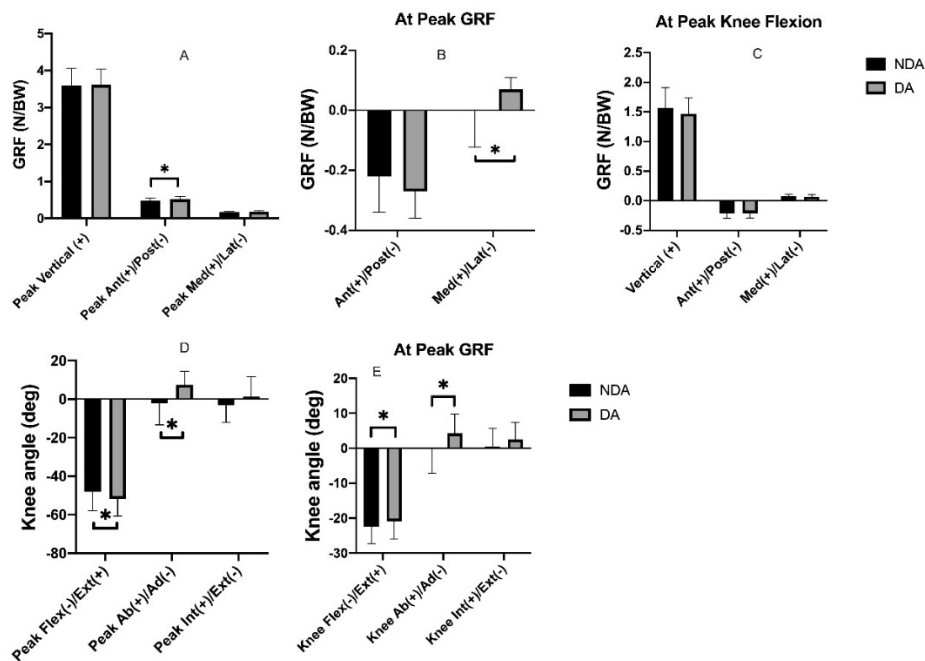 A
GRF (N/BW)
5
4
3
2
1
0
*
Peak Vertical (+)
Peak Ant(+)/Post(-)
Peak Med(+)/Lat(-)
At Peak GRF
B
GRF (N/BW)
0.2
0.0
-0.2
-0.4
*
Ant(+)/Post(-)
Med(+)/Lat(-)
At Peak Knee Flexion
C
GRF (N/BW)
2.5
2.0
1.5
1.0
0.5
0.0
-0.5
Vertical (+)
Ant(+)/Post(-)
Med(+)/Lat(-)
NDA
DA
D
Knee angle (deg)
20
0
-20
-40
-60
-80
*
*
Peak Flex(-)/Ext(+)
Peak Ab(+)/Ad(-)
Peak Int(+)/Ext(-)
At Peak GRF
E
Knee angle (deg)
20
10
0
-10
-20
-30
*
*
Knee Flex(-)/Ext(+)
Knee Ab(+)/Ad(-)
Knee Int(+)/Ext(-)
NDA
DA